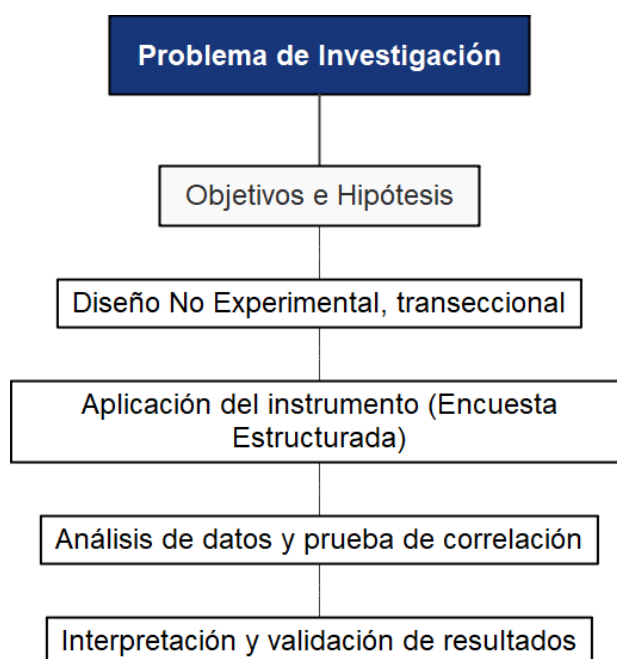 Problema de Investigación
Objetivos e Hipótesis
Diseño No Experimental, transeccional
Aplicación del instrumento (Encuesta
Estructurada)
Análisis de datos y prueba de correlación
Interpretación y validación de resultados